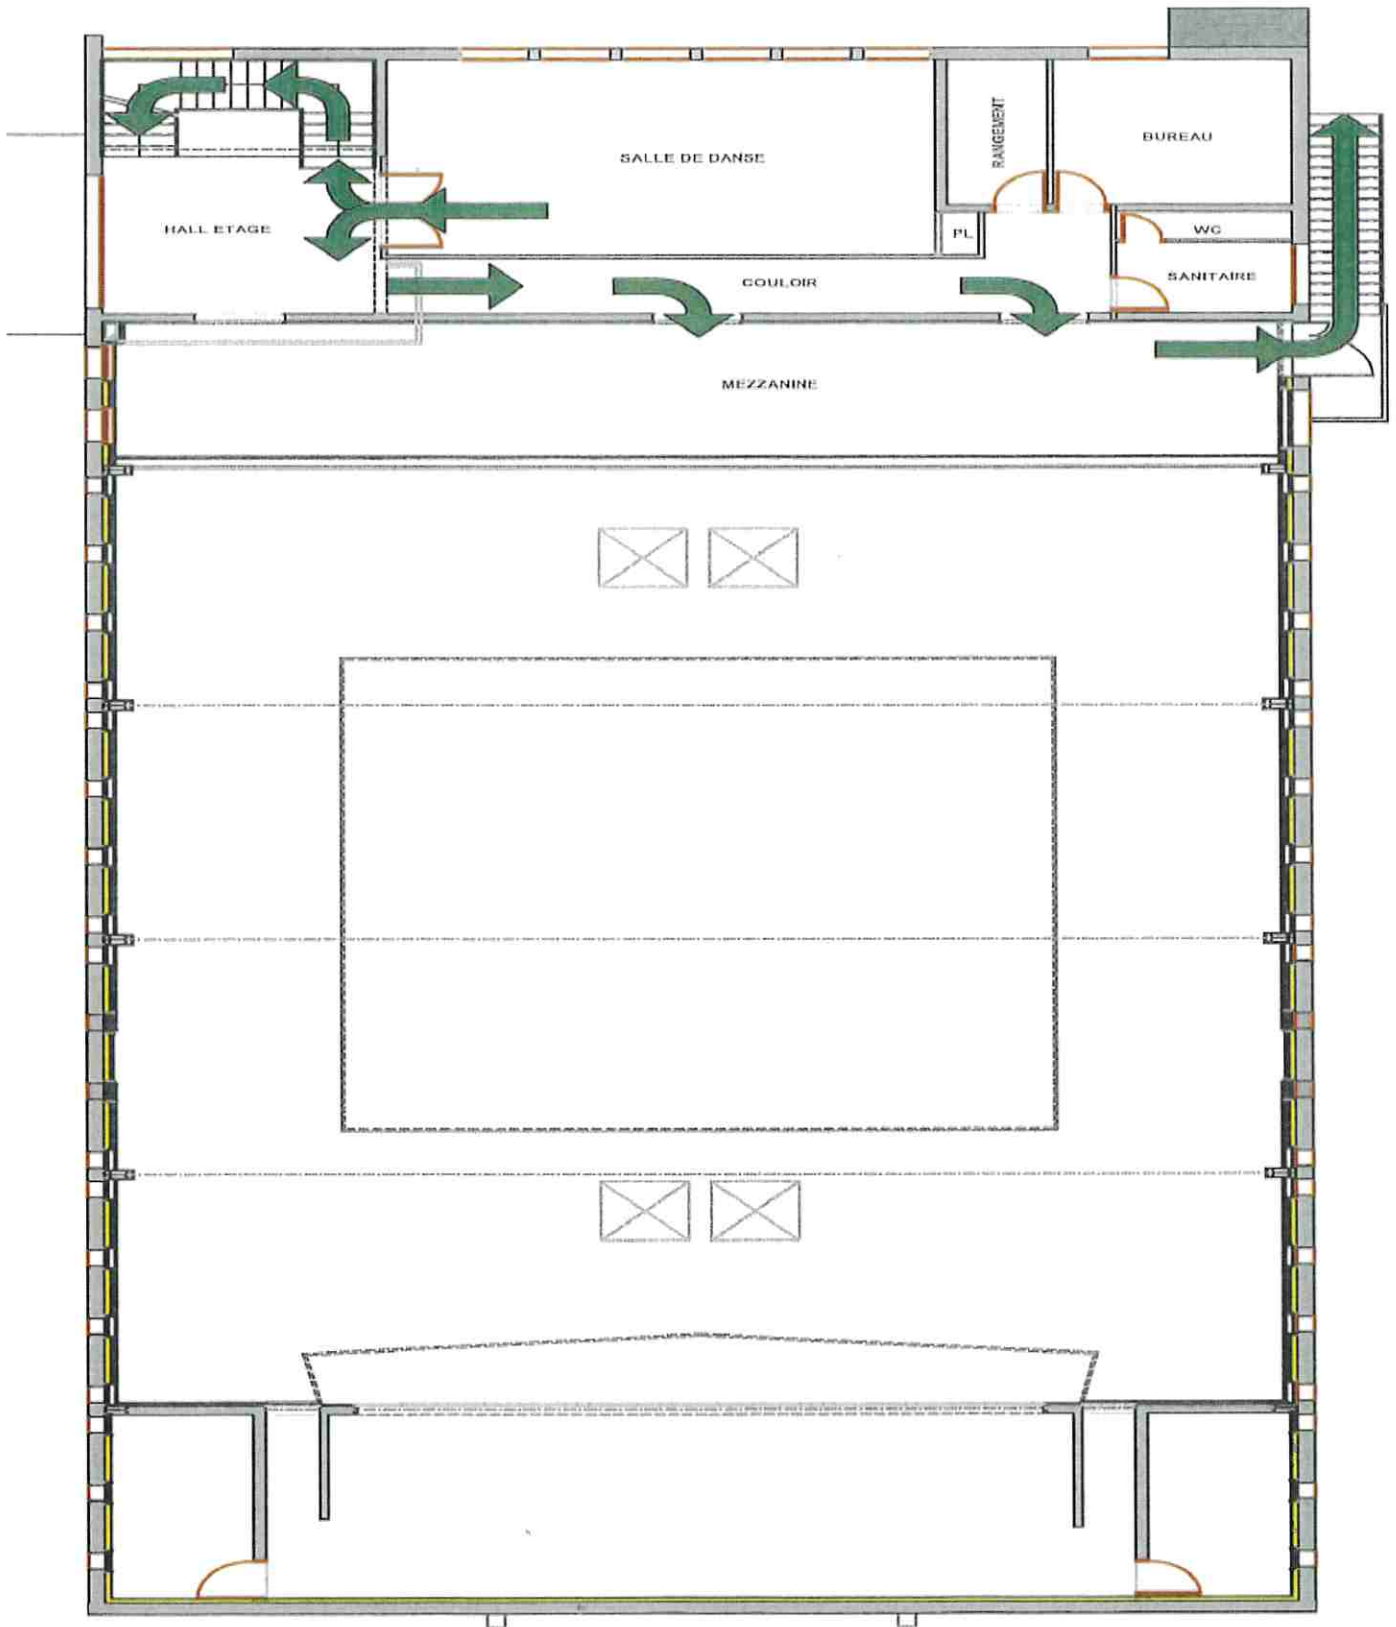 RANGEMENT
BUREAU
SALLE DE DANSE
HALL ETAGE
PL
WC
SANITAIRE
COULOIR
MEZZANINE